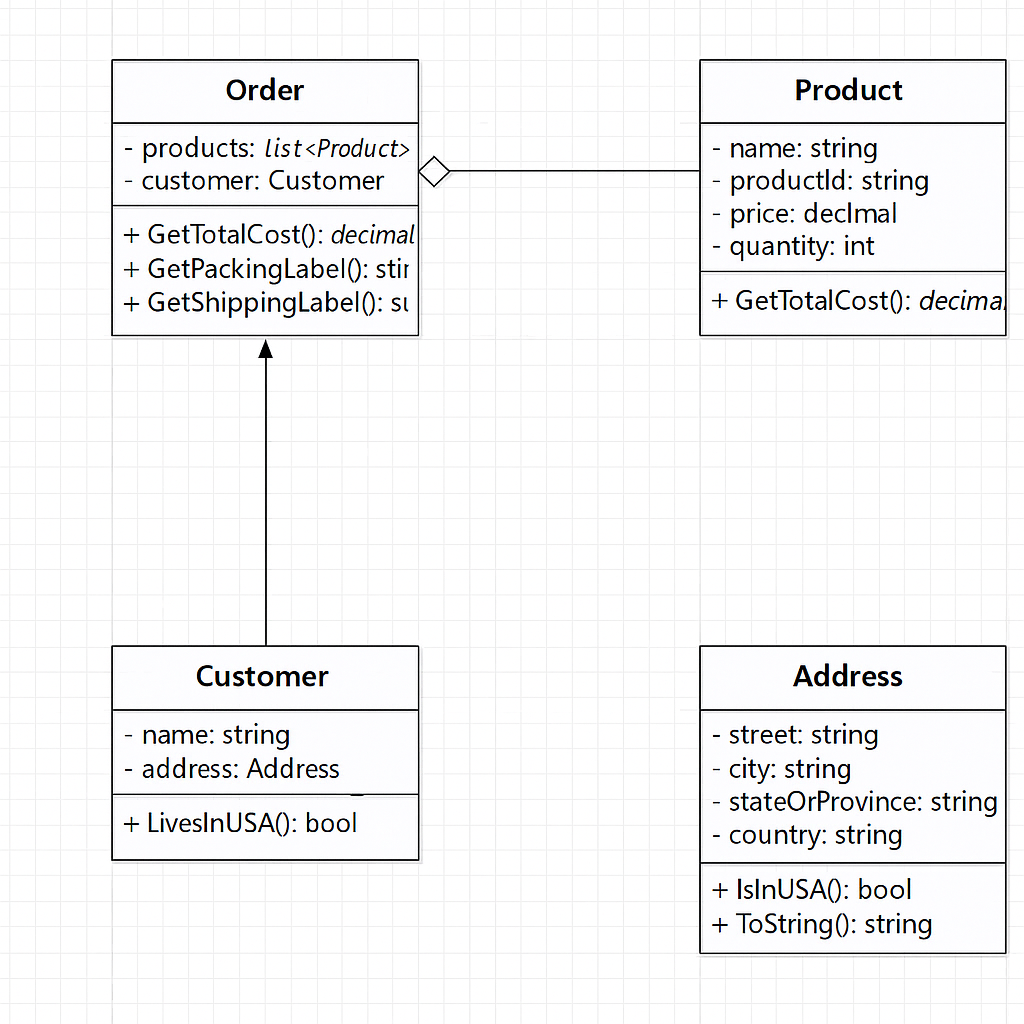 Order
- products: list<Product>
- customer: Customer
+ GetTotalCost(): decimal
+ GetPackingLabel(): stir
+ GetShippingLabel():
Product
- name: string
- productId: string
- price: declmal
- quantity: int
+ GetTotalCost(): decimal
Customer
- name: string
- address: Address
+ LivesInUSA(): bool
Address
- street: string
- city: string
- stateOrProvince: string
- country: string
+ IsInUSA(): bool
+ ToString(): string